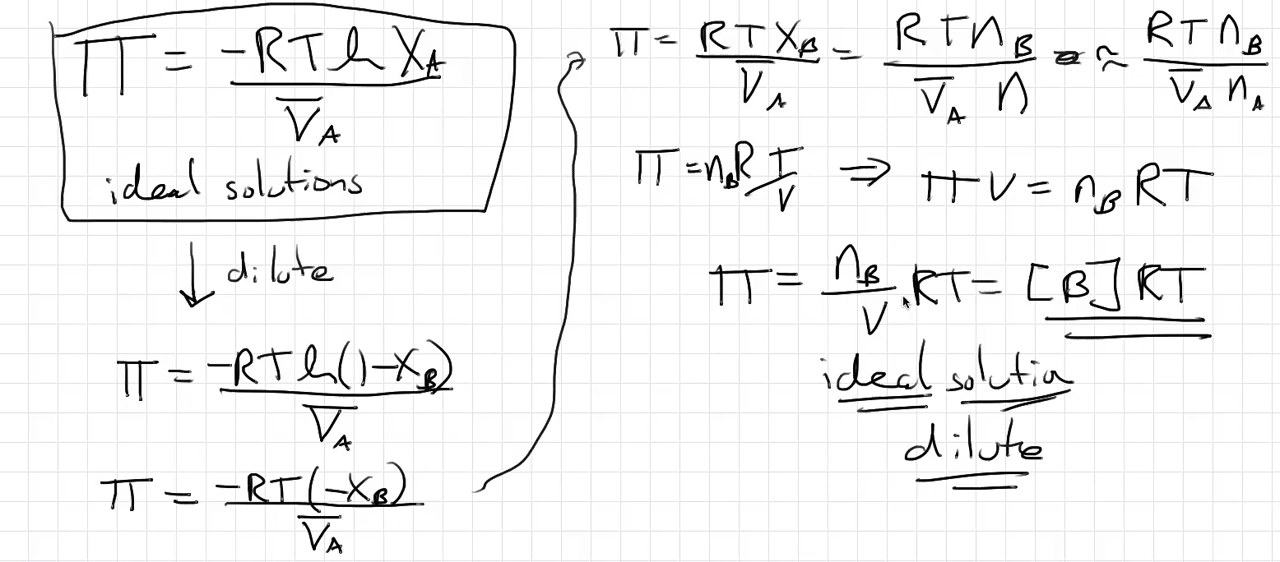 Π = -RT ln X_A / V̅_A
ideal solutions
↓ dilute
Π = -RT ln(1-X_B) / V̅_A
Π = -RT(-X_B) / V̅_A
Π = RT X_B / V̅_A = RT n_B / V̅_A n ≈ RT n_B / V̅_A n_A
Π = n_B R T/V ⇒ Π V = n_B RT
Π = n_B / V · RT = [B] RT
ideal solution
dilute